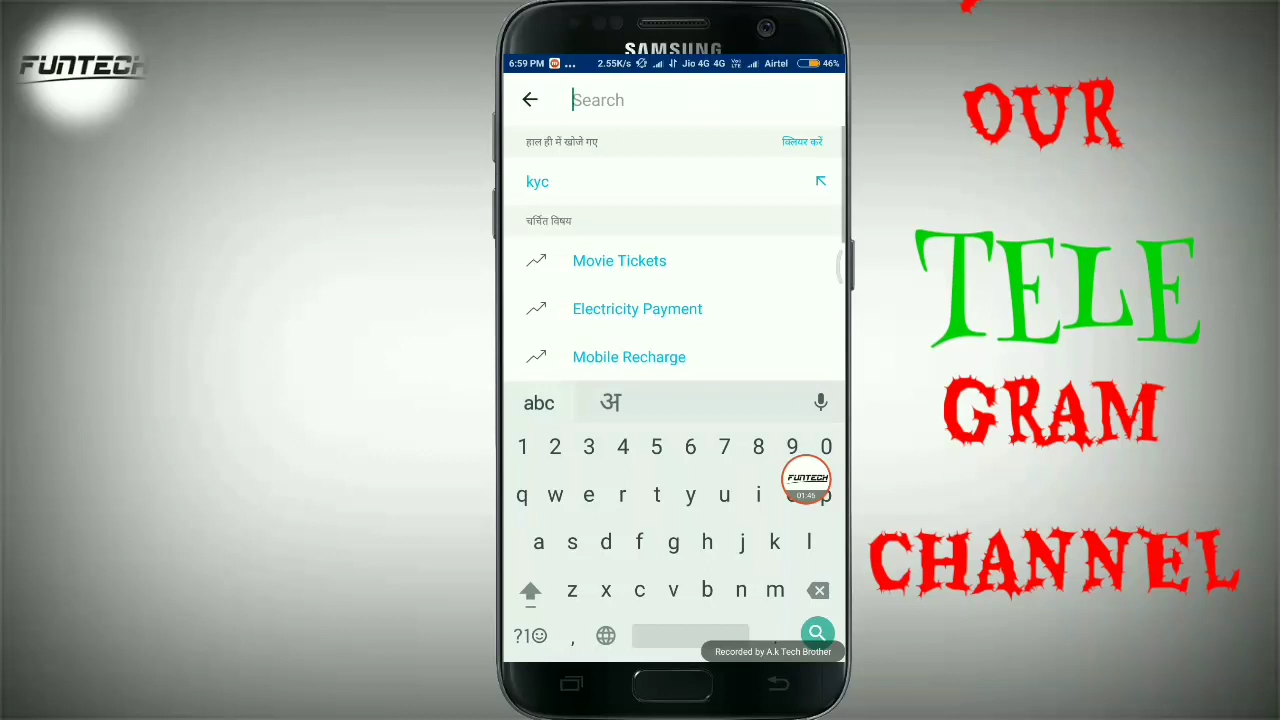 FUNTECH
SAMSUNG
6:59 PM ... 2.55K/s Jio 4G 4G Airtel 46%
Search
हाल ही में खोजे गए क्लियर करें
kyc
चर्चित विषय
Movie Tickets
Electricity Payment
Mobile Recharge
abc अ
1 2 3 4 5 6 7 8 9 0
q w e r t y u i p
FUNTECH
01:45
a s d f g h j k l
z x c v b n m
?1 ,
Recorded by A.k Tech Brother
OUR
TELE
GRAM
CHANNEL